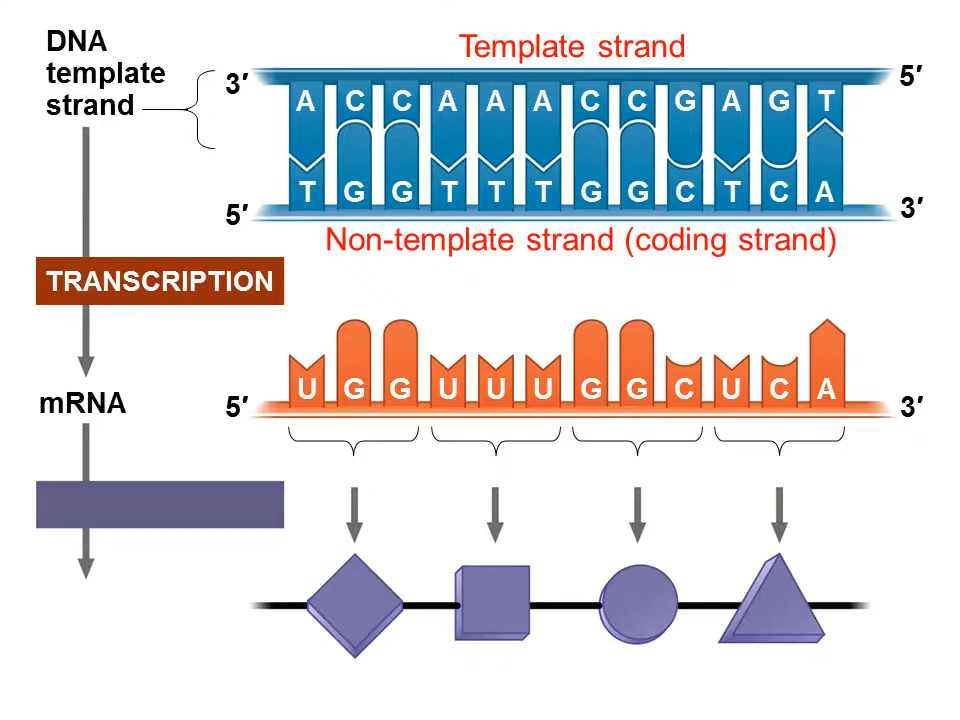 DNA
template
strand
Template strand
3′
5′
A C C A A A C C G A G T
T G G T T T G G C T C A
5′
3′
Non-template strand (coding strand)
TRANSCRIPTION
mRNA
5′
U G G U U U G G C U C A
3′